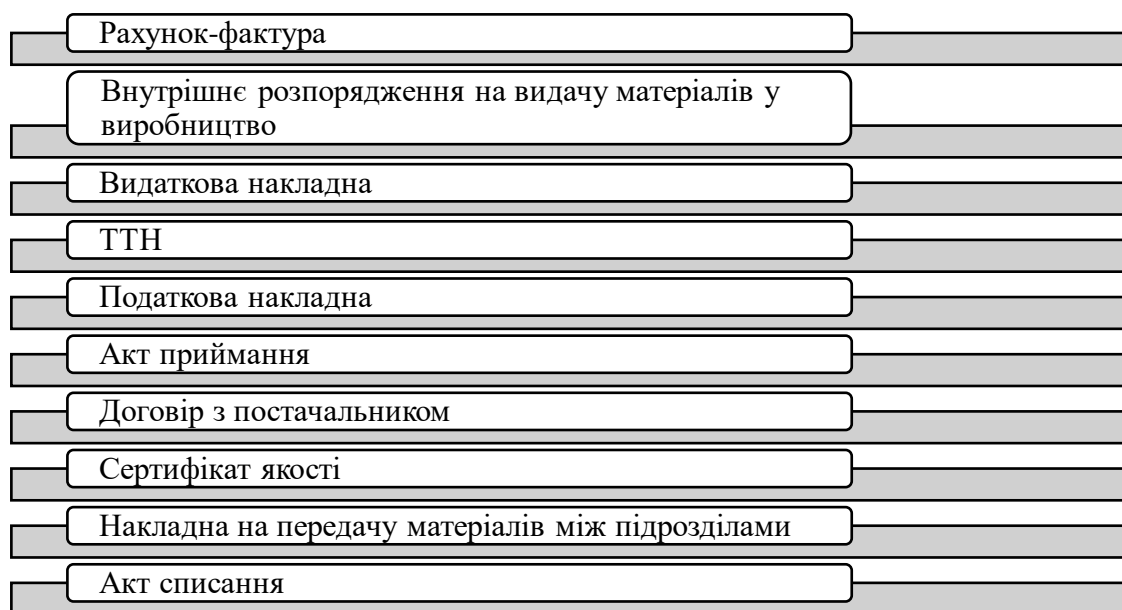 Рахунок-фактура
Внутрішнє розпорядження на видачу матеріалів у
виробництво
Видаткова накладна
ТТН
Податкова накладна
Акт приймання
Договір з постачальником
Сертифікат якості
Накладна на передачу матеріалів між підрозділами
Акт списання